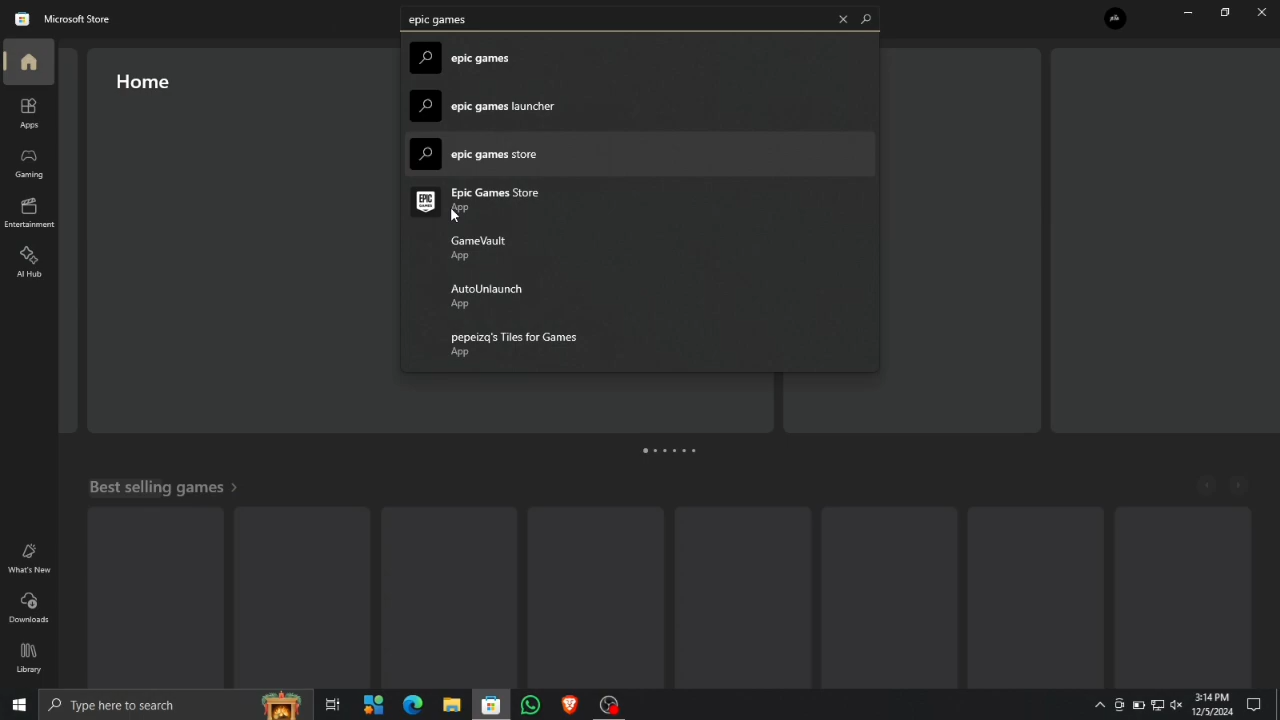 Microsoft Store
epic games
epic games
Home
epic games launcher
Apps
epic games store
Gaming
EPIC GAMES
Epic Games Store
App
Entertainment
GameVault
App
AI Hub
AutoUnlaunch
App
pepeizq's Tiles for Games
App
Best selling games
What's New
Downloads
Library
Type here to search
3:14 PM
12/5/2024